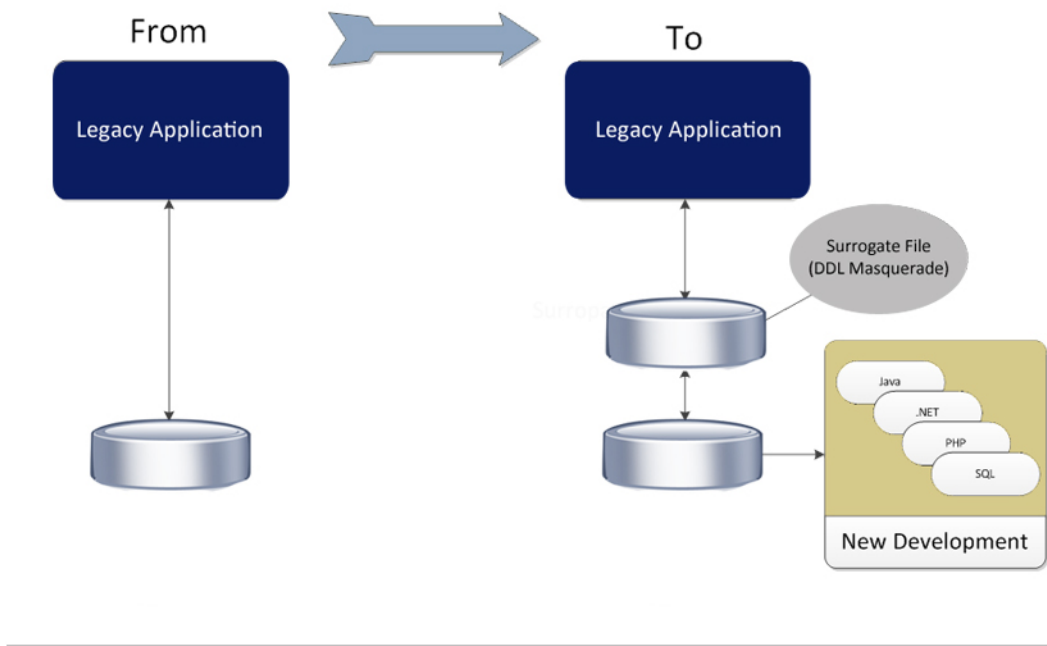 From
To
Legacy Application
Legacy Application
Surrogate File
(DDL Masquerade)
Java
.NET
PHP
SQL
New Development